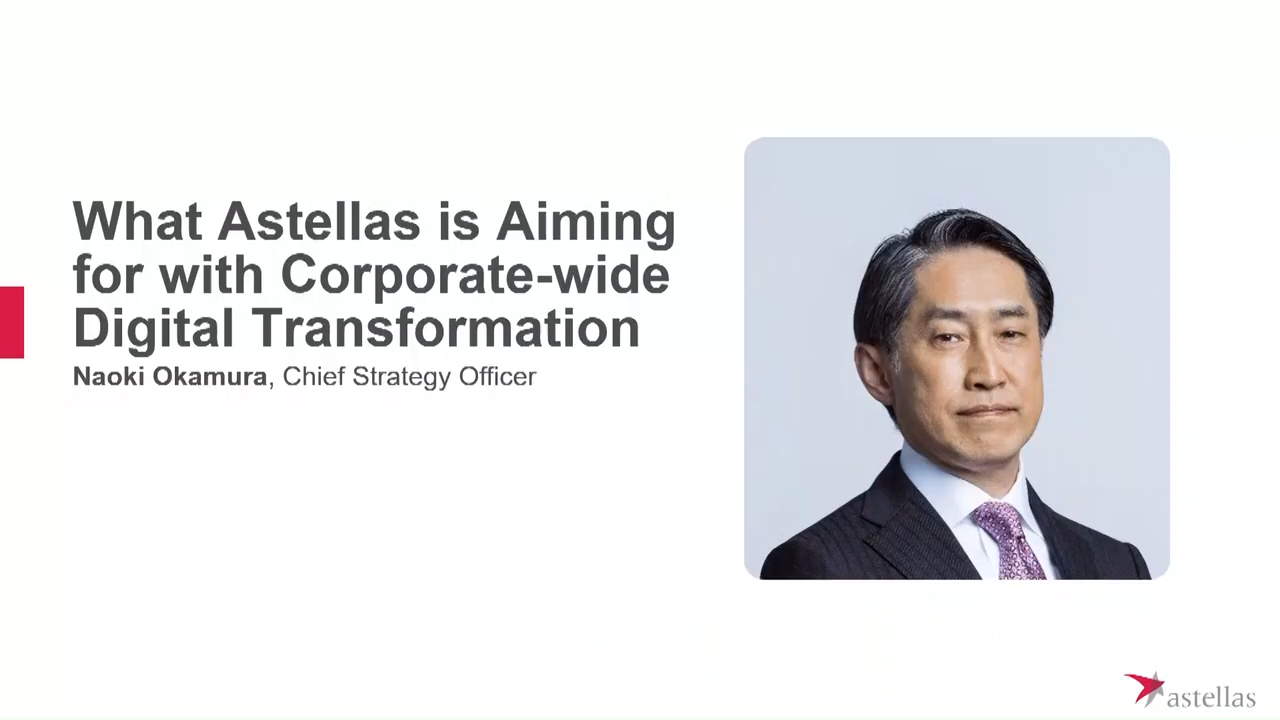 What Astellas is Aiming
for with Corporate-wide
Digital Transformation
Naoki Okamura, Chief Strategy Officer
astellas